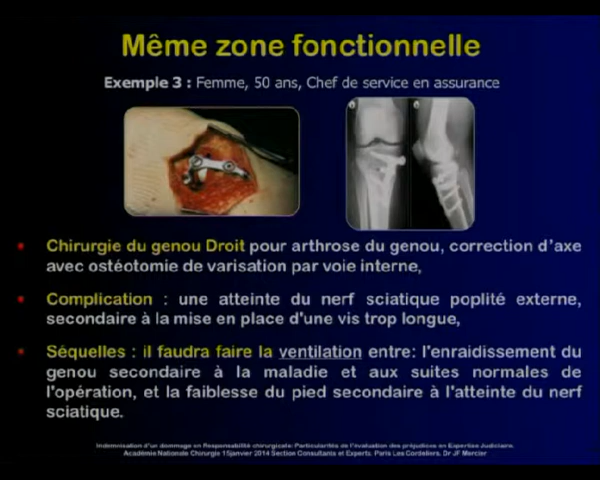 Même zone fonctionnelle
Exemple 3 : Femme, 50 ans, Chef de service en assurance
Chirurgie du genou Droit pour arthrose du genou, correction d'axe
avec ostéotomie de varisation par voie interne,
Complication : une atteinte du nerf sciatique poplité externe,
secondaire à la mise en place d'une vis trop longue,
Séquelles : il faudra faire la ventilation entre: l'enraidissement du
genou secondaire à la maladie et aux suites normales de
l'opération, et la faiblesse du pied secondaire à l'atteinte du nerf
sciatique.
Indemnisation d'un dommage en Responsabilité chirurgicale: Particularités de l'évaluation des préjudices en Expertise Judiciaire.
Académie Nationale Chirurgie 15janvier 2014 Section Consultants et Experts. Paris Les Cordeliers. Dr JF Mercier